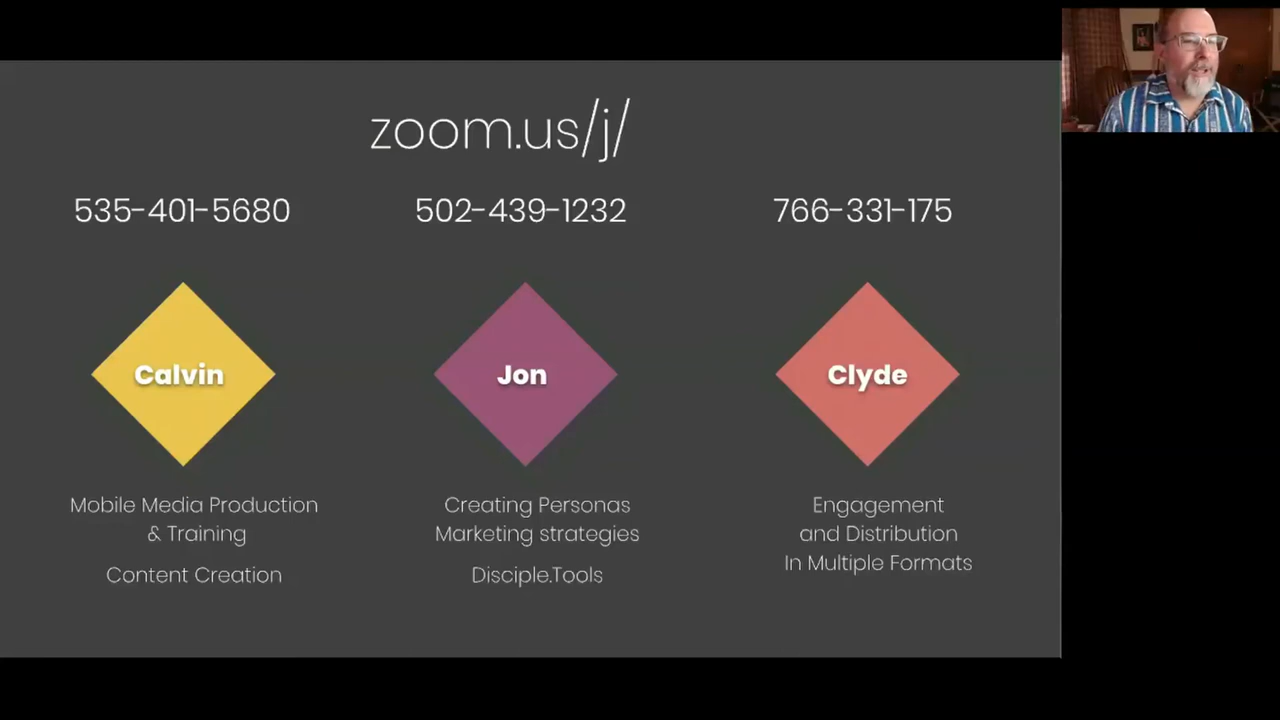 zoom.us/j/
535-401-5680
502-439-1232
766-331-175
Calvin
Jon
Clyde
Mobile Media Production
& Training
Content Creation
Creating Personas
Marketing strategies
Disciple.Tools
Engagement
and Distribution
In Multiple Formats